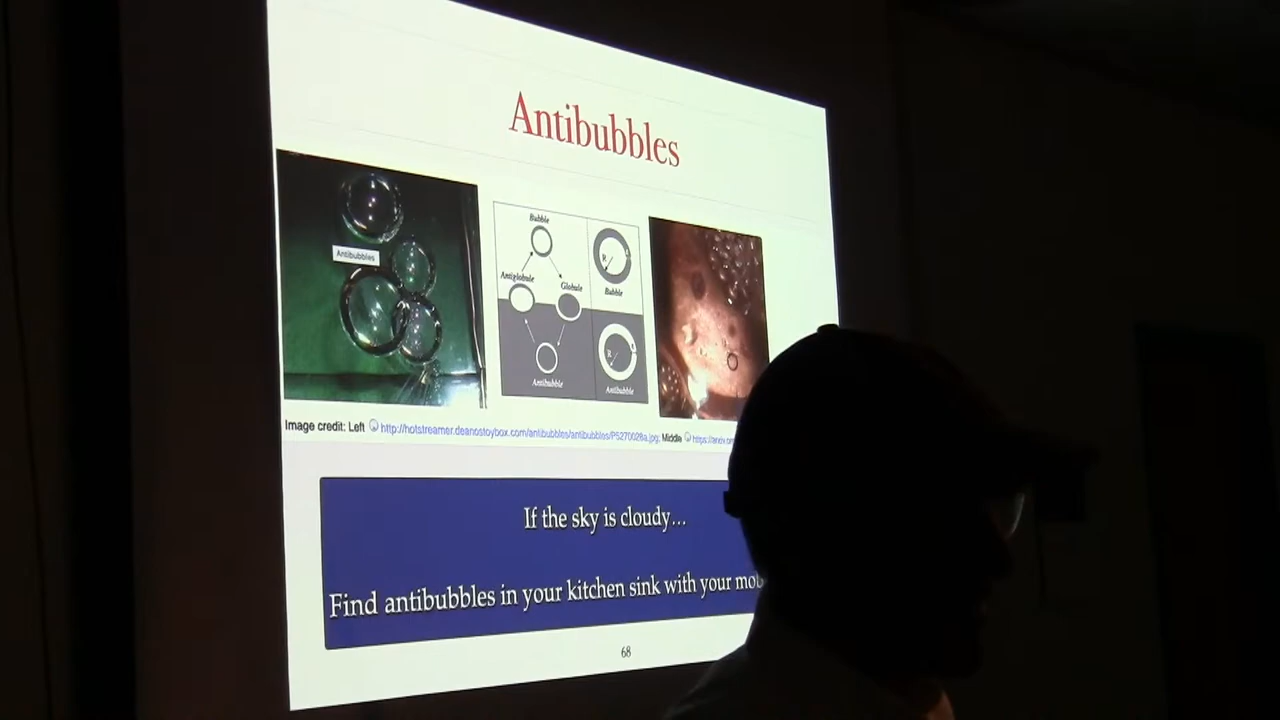 Antibubbles
Antibubbles
Bubble
Antiglobule
Globule
Antibubble
R
Bubble
R
Antibubble
Image credit: Left http://hotstreamer.deanostoybox.com/antibubbles/antibubbles/P5270028a.jpg; Middle
If the sky is cloudy…
Find antibubbles in your kitchen sink with your
68